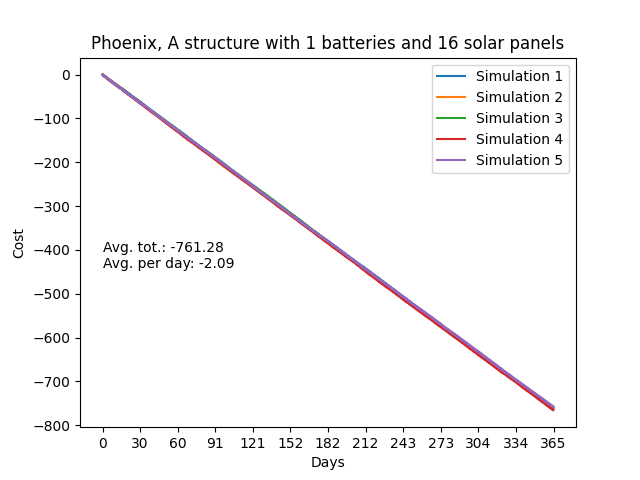 Phoenix, A structure with 1 batteries and 16 solar panels
0
−100
−200
−300
−400
−500
−600
−700
−800
Cost
Simulation 1
Simulation 2
Simulation 3
Simulation 4
Simulation 5
Avg. tot.: -761.28
Avg. per day: -2.09
0 30 60 91 121 152 182 212 243 273 304 334 365
Days